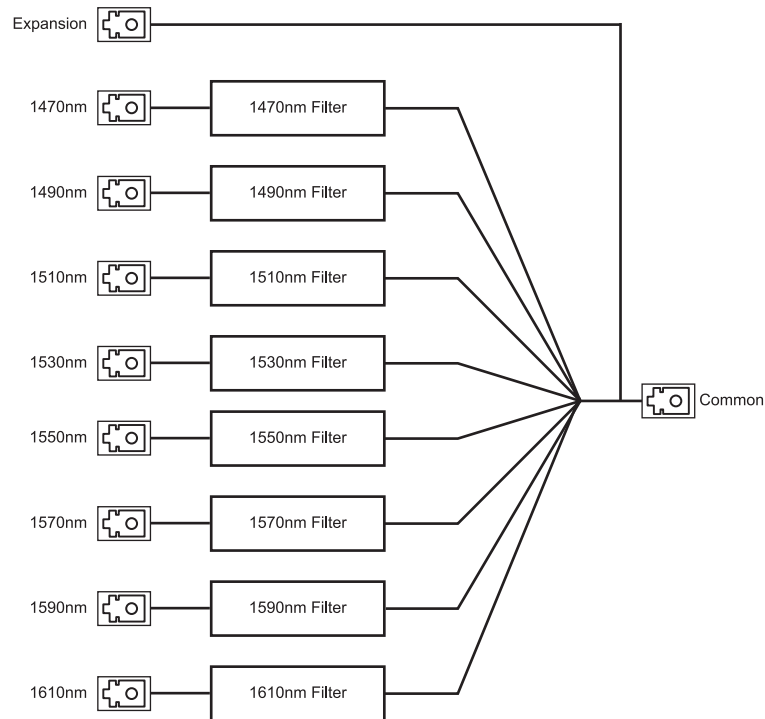 Expansion
1470nm 1470nm Filter
1490nm 1490nm Filter
1510nm 1510nm Filter
1530nm 1530nm Filter
Common
1550nm 1550nm Filter
1570nm 1570nm Filter
1590nm 1590nm Filter
1610nm 1610nm Filter